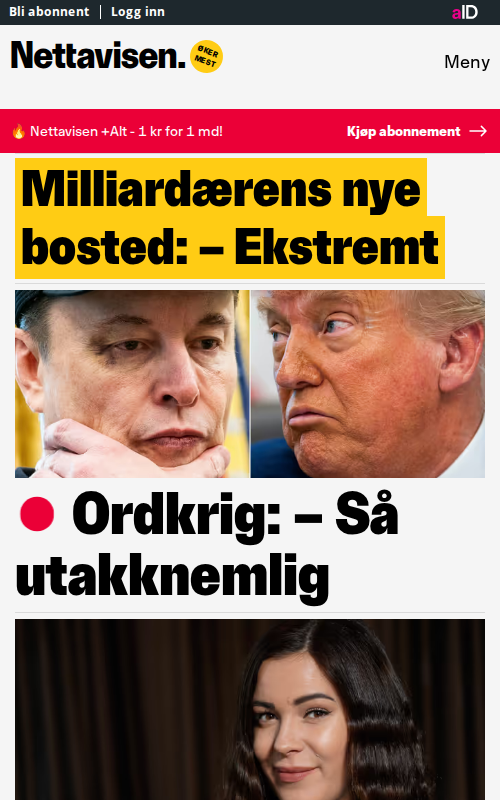 Bli abonnent | Logg inn
aID
Nettavisen.
ØKER
MEST
Meny
Nettavisen +Alt - 1 kr for 1 md!
Kjøp abonnement
Milliardærens nye
bosted: – Ekstremt
Ordkrig: – Så
utakknemlig